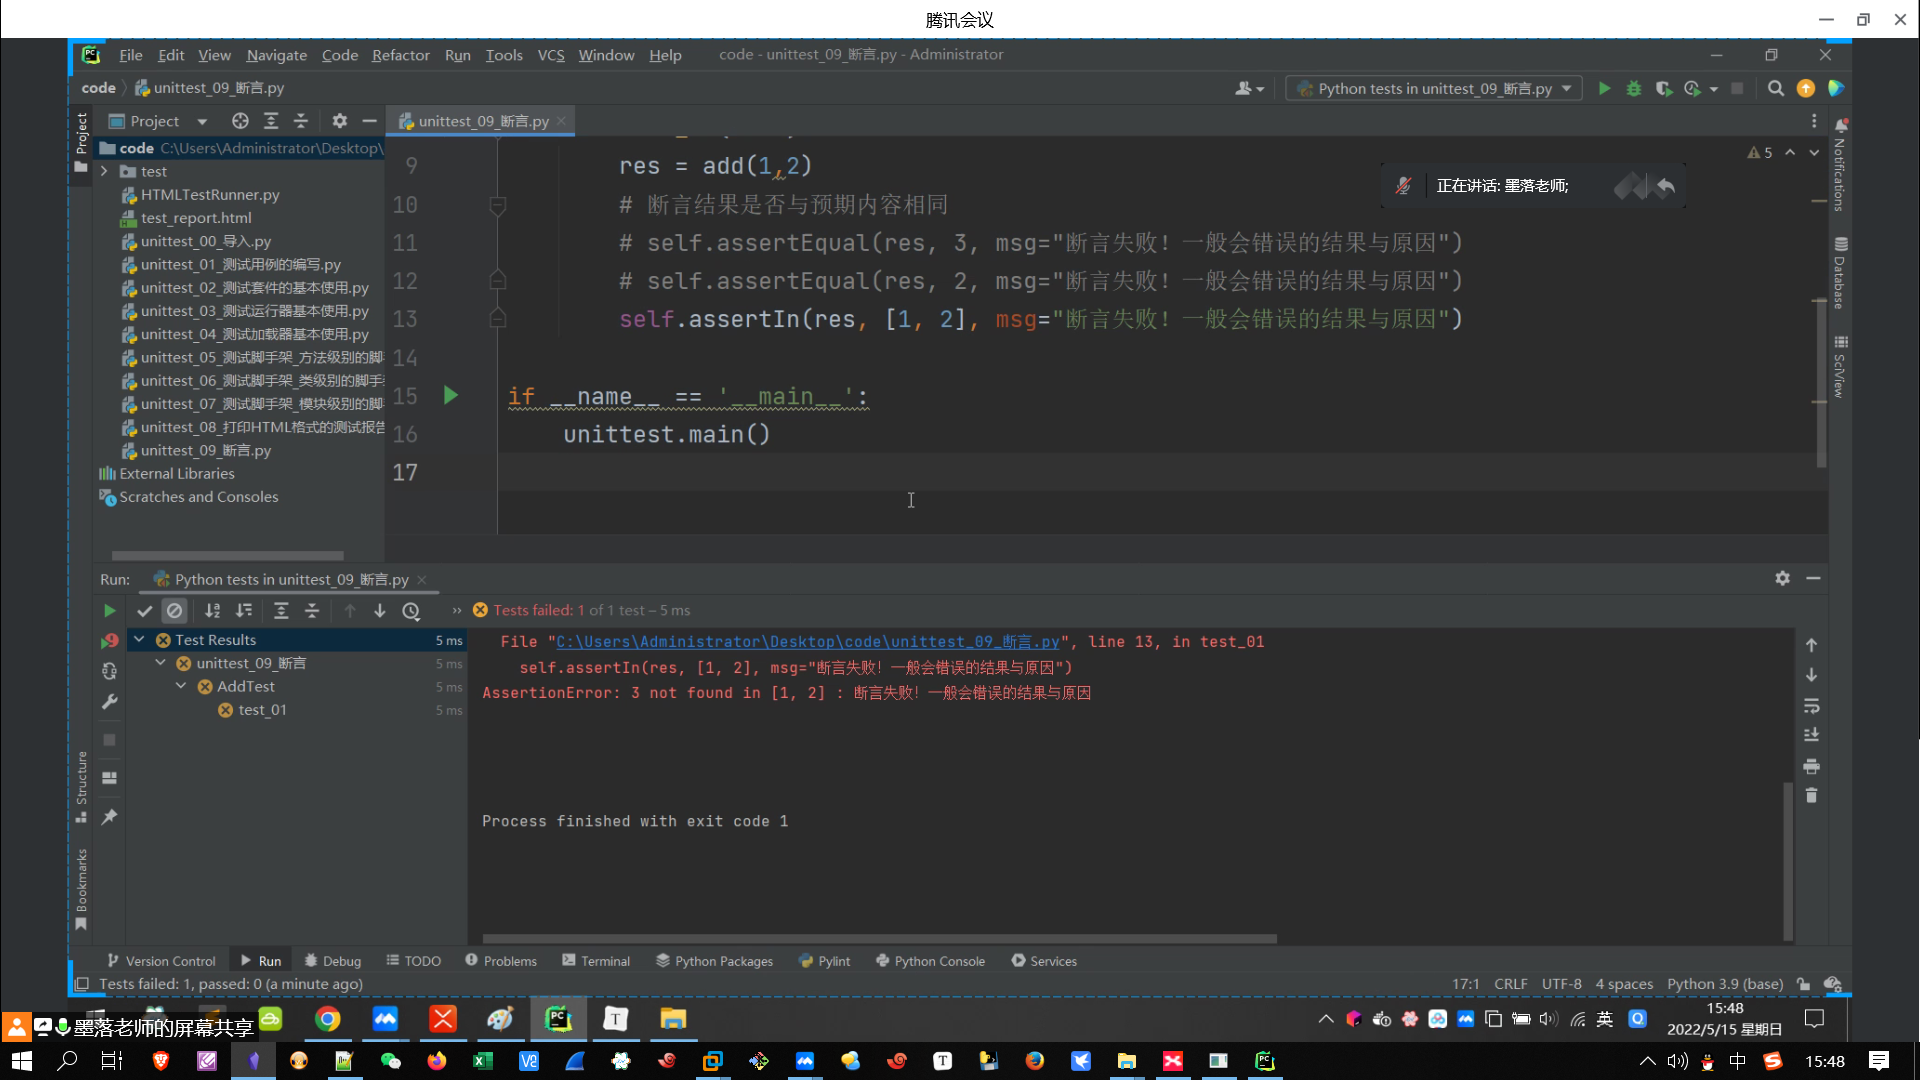 腾讯会议
File Edit View Navigate Code Refactor Run Tools VCS Window Help code - unittest_09_断言.py - Administrator
code unittest_09_断言.py
Python tests in unittest_09_断言.py
Project
Project
unittest_09_断言.py
code C:\Users\Administrator\Desktop\
test
HTMLTestRunner.py
test_report.html
unittest_00_导入.py
unittest_01_测试用例的编写.py
unittest_02_测试套件的基本使用.py
unittest_03_测试运行器基本使用.py
unittest_04_测试加载器基本使用.py
unittest_05_测试脚手架_方法级别的脚
unittest_06_测试脚手架_类级别的脚手
unittest_07_测试脚手架_模块级别的脚
unittest_08_打印HTML格式的测试报告
unittest_09_断言.py
External Libraries
Scratches and Consoles
9 res = add(1,2)
10 # 断言结果是否与预期内容相同
11 # self.assertEqual(res, 3, msg="断言失败！一般会错误的结果与原因")
12 # self.assertEqual(res, 2, msg="断言失败！一般会错误的结果与原因")
13 self.assertIn(res, [1, 2], msg="断言失败！一般会错误的结果与原因")
14
15 if __name__ == '__main__':
16 unittest.main()
17
5
正在讲话: 墨落老师;
Notifications
Database
SciView
Run: Python tests in unittest_09_断言.py
Tests failed: 1 of 1 test – 5 ms
Test Results 5 ms
unittest_09_断言 5 ms
AddTest 5 ms
test_01 5 ms
File "C:\Users\Administrator\Desktop\code\unittest_09_断言.py", line 13, in test_01
self.assertIn(res, [1, 2], msg="断言失败！一般会错误的结果与原因")
AssertionError: 3 not found in [1, 2] : 断言失败！一般会错误的结果与原因
Process finished with exit code 1
Structure
Bookmarks
Version Control Run Debug TODO Problems Terminal Python Packages Pylint Python Console Services
Tests failed: 1, passed: 0 (a minute ago)
17:1 CRLF UTF-8 4 spaces Python 3.9 (base)
墨落老师的屏幕共享
英
15:48
2022/5/15 星期日
中
15:48